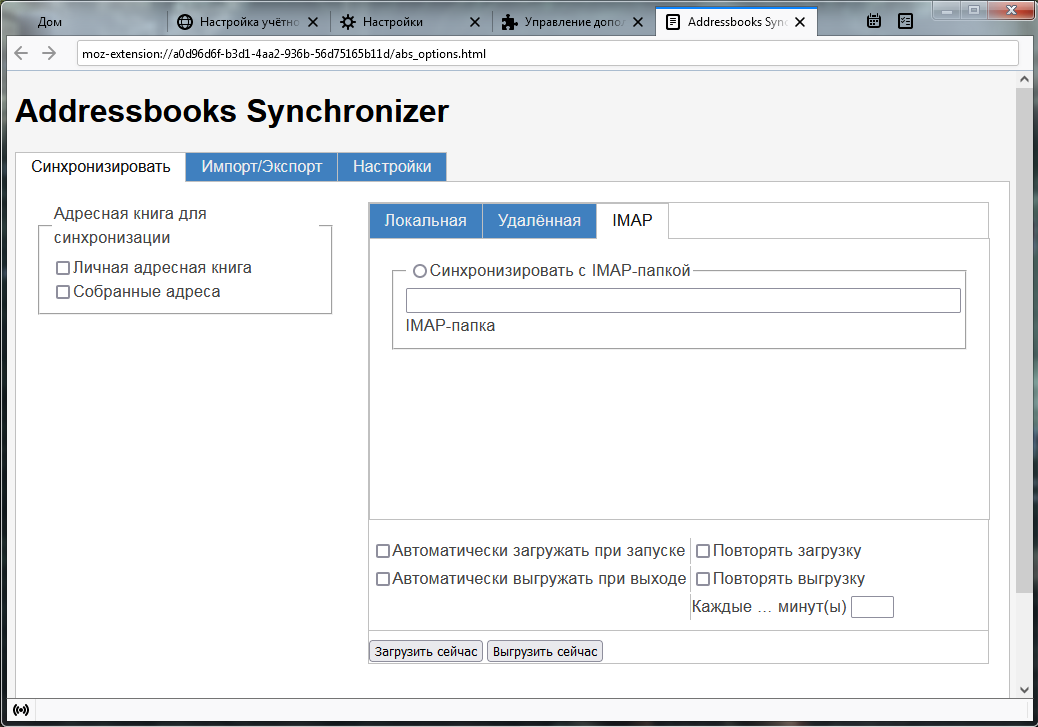 Дом
Настройка учётно
Настройки
Управление допол
Addressbooks Sync
moz-extension://a0d96d6f-b3d1-4aa2-936b-56d75165b11d/abs_options.html
Addressbooks Synchronizer
Синхронизировать Импорт/Экспорт Настройки
Адресная книга для
синхронизации
Личная адресная книга
Собранные адреса
Локальная Удалённая IMAP
Синхронизировать с IMAP-папкой
IMAP-папка
Автоматически загружать при запуске
Повторять загрузку
Автоматически выгружать при выходе
Повторять выгрузку
Каждые … минут(ы)
Загрузить сейчас Выгрузить сейчас